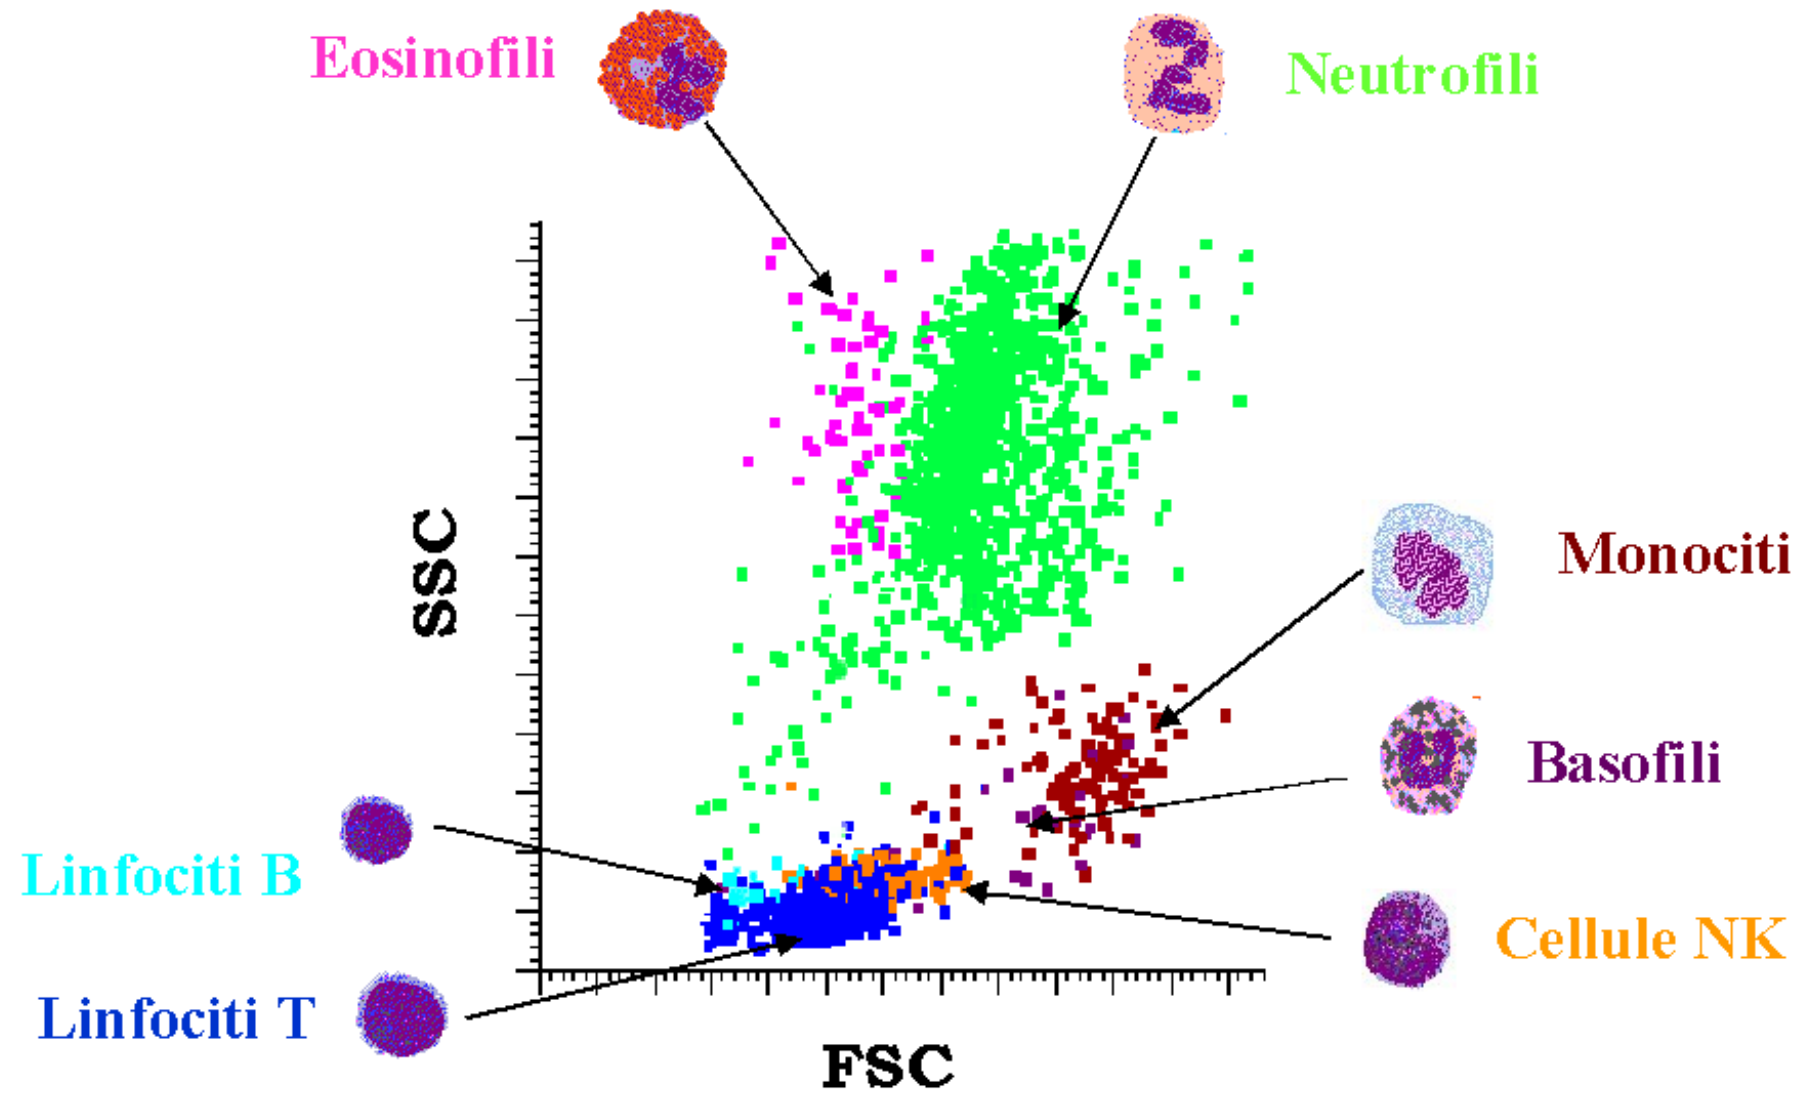 Eosinofili
Neutrofili
SSC
Monociti
Basofili
Linfociti B
Cellule NK
Linfociti T
FSC